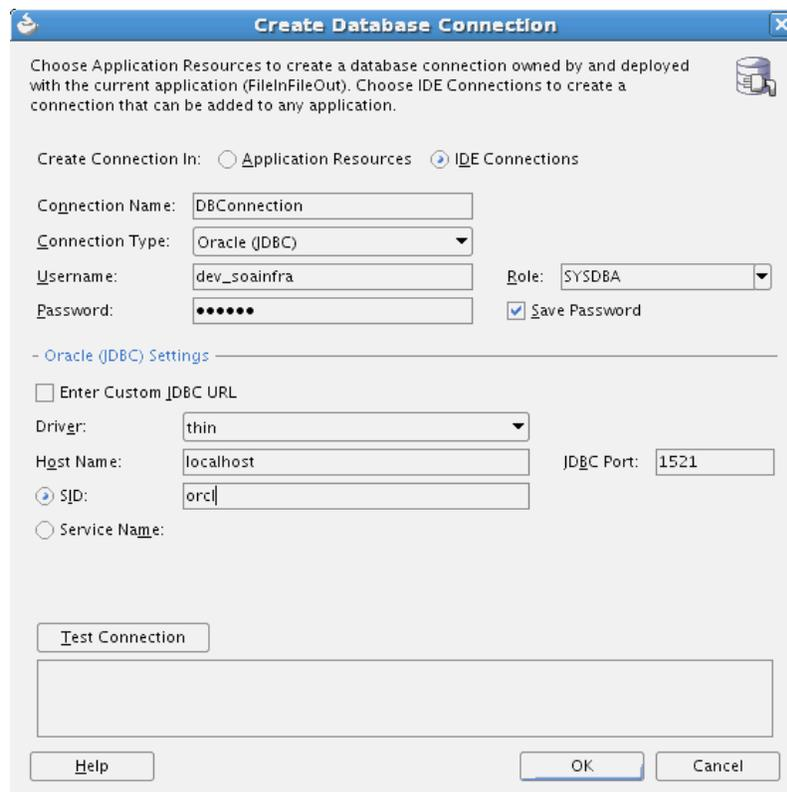 Create Database Connection
Choose Application Resources to create a database connection owned by and deployed
with the current application (FileInFileOut). Choose IDE Connections to create a
connection that can be added to any application.
Create Connection In: Application Resources IDE Connections
Connection Name: DBConnection
Connection Type: Oracle (JDBC)
Username: dev_soainfra Role: SYSDBA
Password: •••••• Save Password
Oracle (JDBC) Settings
Enter Custom JDBC URL
Driver: thin
Host Name: localhost JDBC Port: 1521
SID: orcl
Service Name:
Test Connection
Help OK Cancel